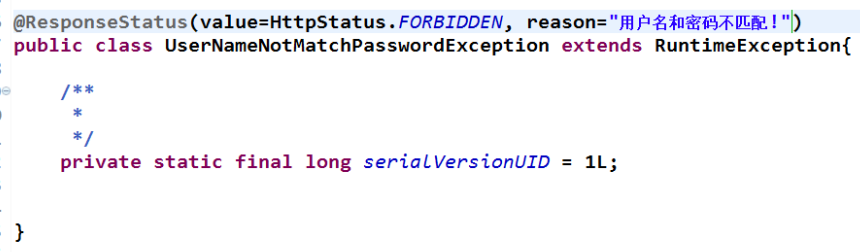 @ResponseStatus(value=HttpStatus.FORBIDDEN, reason="用户名和密码不匹配！")
public class UserNameNotMatchPasswordException extends RuntimeException{
/**
*
*/
private static final long serialVersionUID = 1L;
}